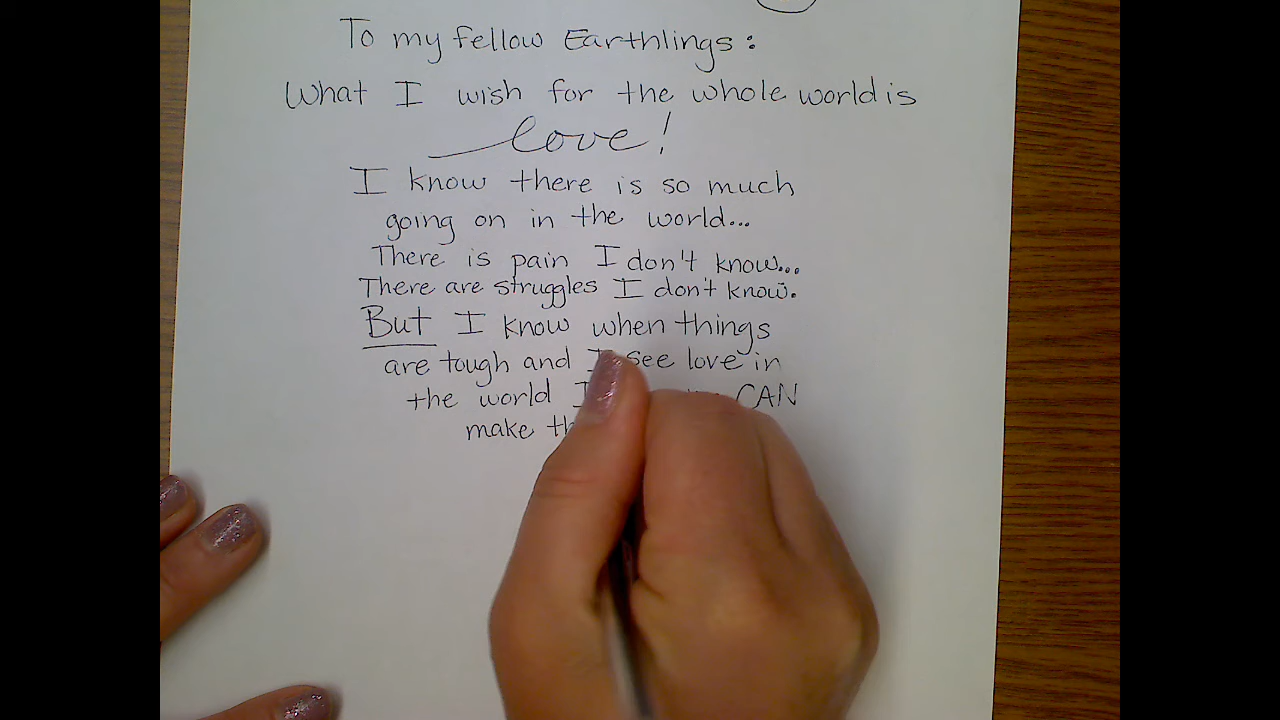 To my fellow Earthlings:
What I wish for the whole world is
love!
I know there is so much
going on in the world...
There is pain I don't know...
There are struggles I don't know.
But I know when things
are tough and I see love in
the world I CAN
make